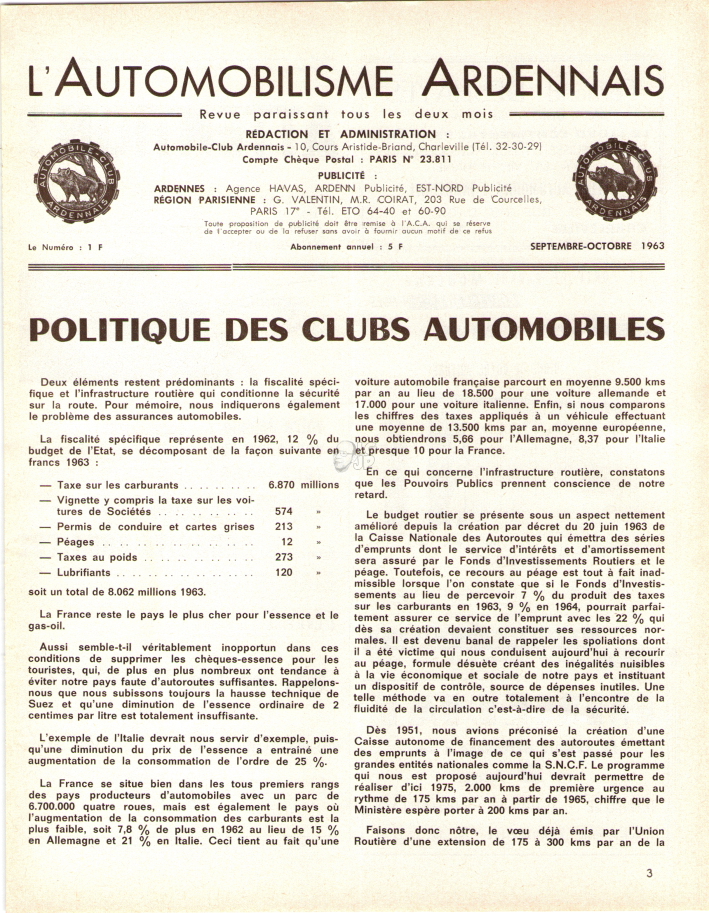 L'AUTOMOBILISME ARDENNAIS
Revue paraissant tous les deux mois
RÉDACTION ET ADMINISTRATION :
Automobile-Club Ardennais - 10, Cours Aristide-Briand, Charleville (Tél. 32-30-29)
Compte Chèque Postal : PARIS N° 23.811
PUBLICITÉ :
ARDENNES : Agence HAVAS, ARDENN Publicité, EST-NORD Publicité
RÉGION PARISIENNE : G. VALENTIN, M.R. COIRAT, 203 Rue de Courcelles,
PARIS 17e - Tél. ETO 64-40 et 60-90
Toute proposition de publicité doit être remise à l'A.C.A. qui se réserve
de l'accepter ou de la refuser sans avoir à fournir aucun motif de ce refus
AUTOMOBILE-CLUB
ARDENNAIS
AUTOMOBILE-CLUB
ARDENNAIS
Le Numéro : 1 F
Abonnement annuel : 5 F
SEPTEMBRE-OCTOBRE 1963
POLITIQUE DES CLUBS AUTOMOBILES
Deux éléments restent prédominants : la fiscalité spéci-
fique et l'infrastructure routière qui conditionne la sécurité
sur la route. Pour mémoire, nous indiquerons également
le problème des assurances automobiles.
La fiscalité spécifique représente en 1962, 12 % du
budget de l'Etat, se décomposant de la façon suivante en
francs 1963 :
— Taxe sur les carburants . . . . . . . . . 6.870 millions
— Vignette y compris la taxe sur les voi-
tures de Sociétés . . . . . . . . . . 574 »
— Permis de conduire et cartes grises 213 »
— Péages . . . . . . . . . . . . . . . . . 12 »
— Taxes au poids . . . . . . . . . . . . 273 »
— Lubrifiants . . . . . . . . . . . . . . . 120 »
soit un total de 8.062 millions 1963.
La France reste le pays le plus cher pour l'essence et le
gas-oil.
Aussi semble-t-il véritablement inopportun dans ces
conditions de supprimer les chèques-essence pour les
touristes, qui, de plus en plus nombreux ont tendance à
éviter notre pays faute d'autoroutes suffisantes. Rappelons-
nous que nous subissons toujours la hausse technique de
Suez et qu'une diminution de l'essence ordinaire de 2
centimes par litre est totalement insuffisante.
L'exemple de l'Italie devrait nous servir d'exemple, puis-
qu'une diminution du prix de l'essence a entrainé une
augmentation de la consommation de l'ordre de 25 %.
La France se situe bien dans les tous premiers rangs
des pays producteurs d'automobiles avec un parc de
6.700.000 quatre roues, mais est également le pays où
l'augmentation de la consommation des carburants est la
plus faible, soit 7,8 % de plus en 1962 au lieu de 15 %
en Allemagne et 21 % en Italie. Ceci tient au fait qu'une
voiture automobile française parcourt en moyenne 9.500 kms
par an au lieu de 18.500 pour une voiture allemande et
17.000 pour une voiture italienne. Enfin, si nous comparons
les chiffres des taxes appliqués à un véhicule effectuant
une moyenne de 13.500 kms par an, moyenne européenne,
nous obtiendrons 5,66 pour l'Allemagne, 8,37 pour l'Italie
et presque 10 pour la France.
En ce qui concerne l'infrastructure routière, constatons
que les Pouvoirs Publics prennent conscience de notre
retard.
Le budget routier se présente sous un aspect nettement
amélioré depuis la création par décret du 20 juin 1963 de
la Caisse Nationale des Autoroutes qui émettra des séries
d'emprunts dont le service d'intérêts et d'amortissement
sera assuré par le Fonds d'Investissements Routiers et le
péage. Toutefois, ce recours au péage est tout à fait inad-
missible lorsque l'on constate que si le Fonds d'Investis-
sements au lieu de percevoir 7 % du produit des taxes
sur les carburants en 1963, 9 % en 1964, pourrait parfai-
tement assurer ce service de l'emprunt avec les 22 % qui
dès sa création devaient constituer ses ressources nor-
males. Il est devenu banal de rappeler les spoliations dont
il a été victime qui nous conduisent aujourd'hui à recourir
au péage, formule désuète créant des inégalités nuisibles
à la vie économique et sociale de notre pays et instituant
un dispositif de contrôle, source de dépenses inutiles. Une
telle méthode va en outre totalement à l'encontre de la
fluidité de la circulation c'est-à-dire de la sécurité.
Dès 1951, nous avions préconisé la création d'une
Caisse autonome de financement des autoroutes émettant
des emprunts à l'image de ce qui s'est passé pour les
grandes entités nationales comme la S.N.C.F. Le programme
qui nous est proposé aujourd'hui devrait permettre de
réaliser d'ici 1975, 2.000 kms de première urgence au
rythme de 175 kms par an à partir de 1965, chiffre que le
Ministère espère porter à 200 kms par an.
Faisons donc nôtre, le vœu déjà émis par l'Union
Routière d'une extension de 175 à 300 kms par an de la
3